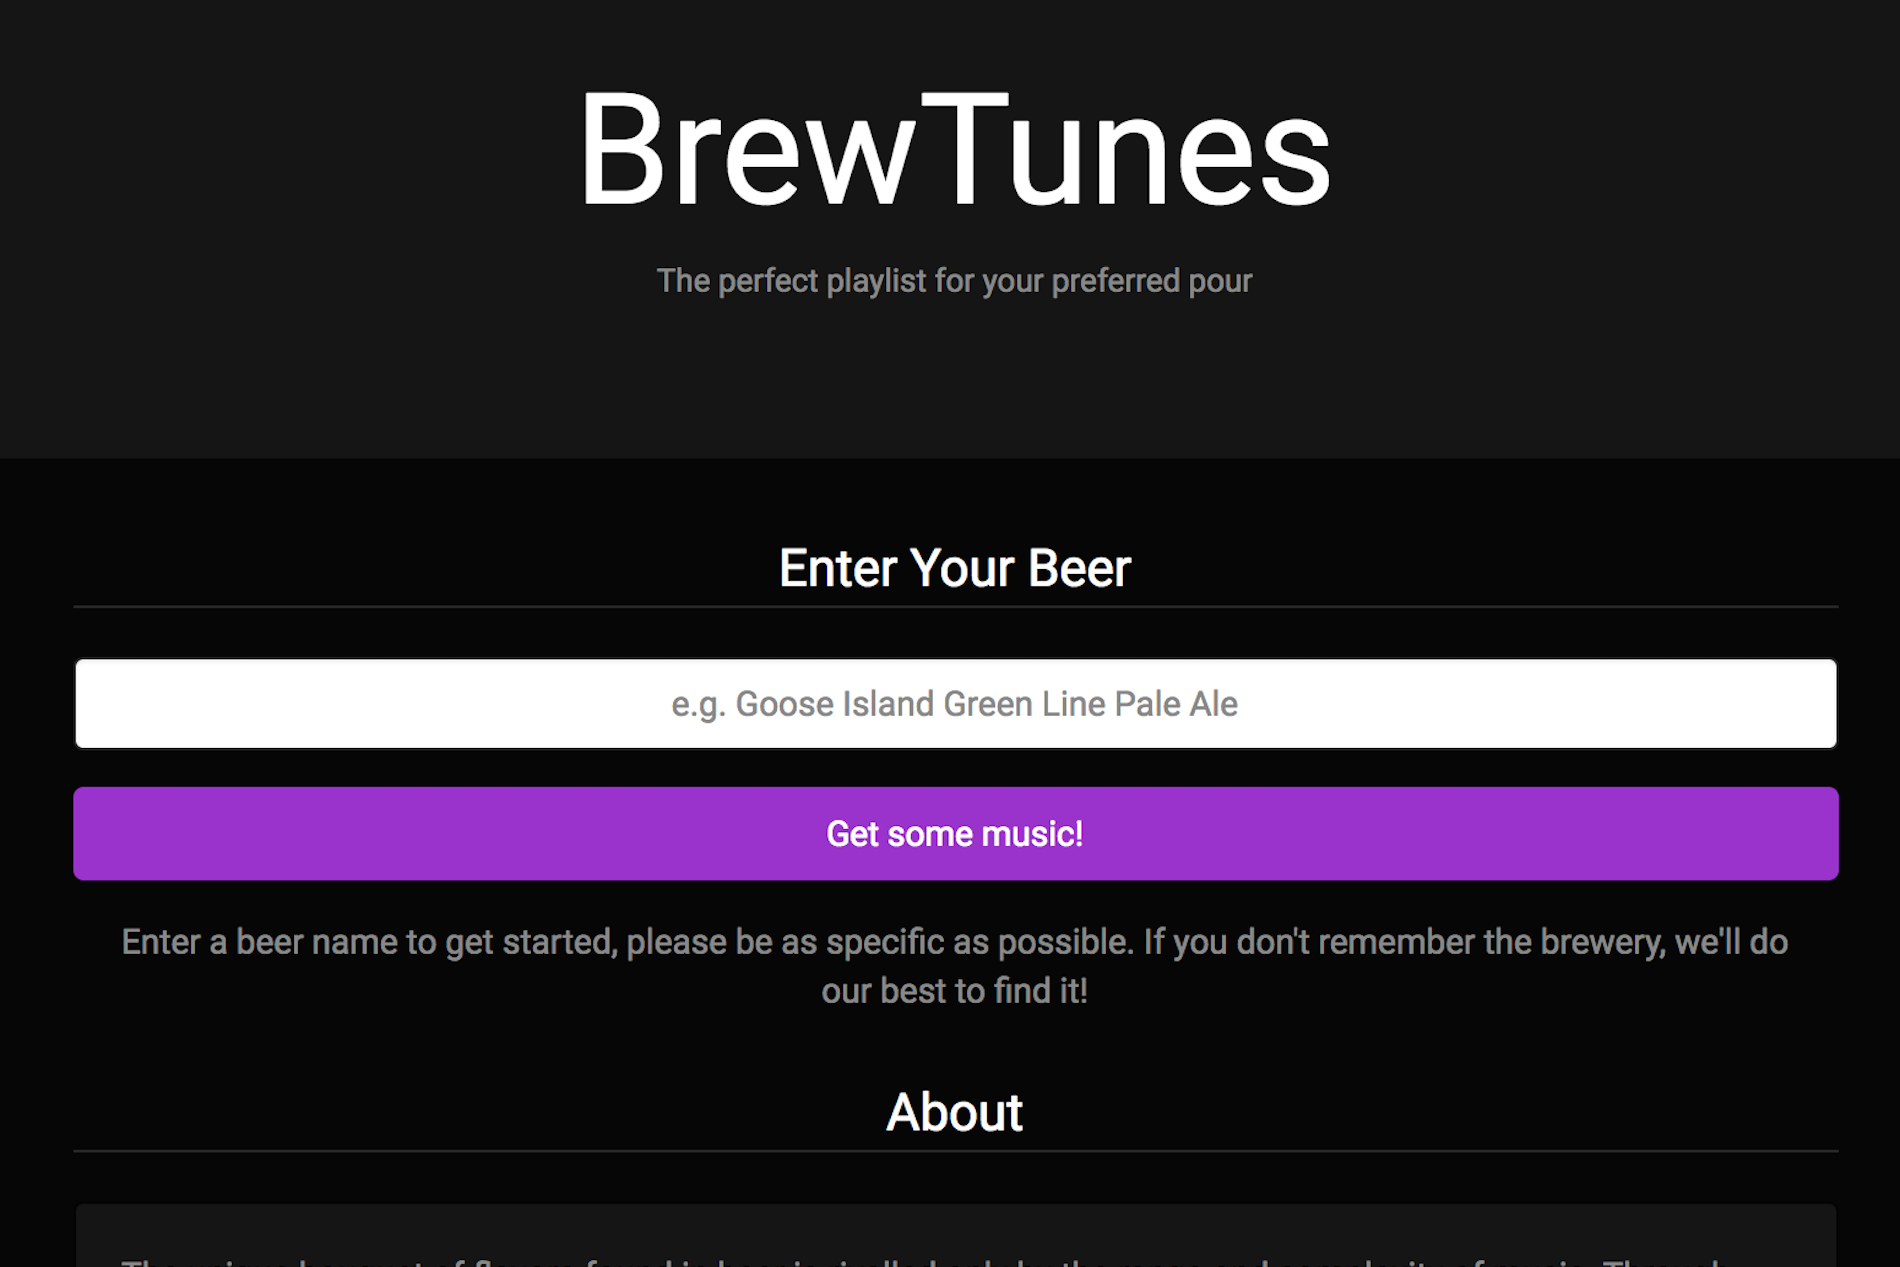 BrewTunes
The perfect playlist for your preferred pour
Enter Your Beer
e.g. Goose Island Green Line Pale Ale
Get some music!
Enter a beer name to get started, please be as specific as possible. If you don't remember the brewery, we'll do
our best to find it!
About